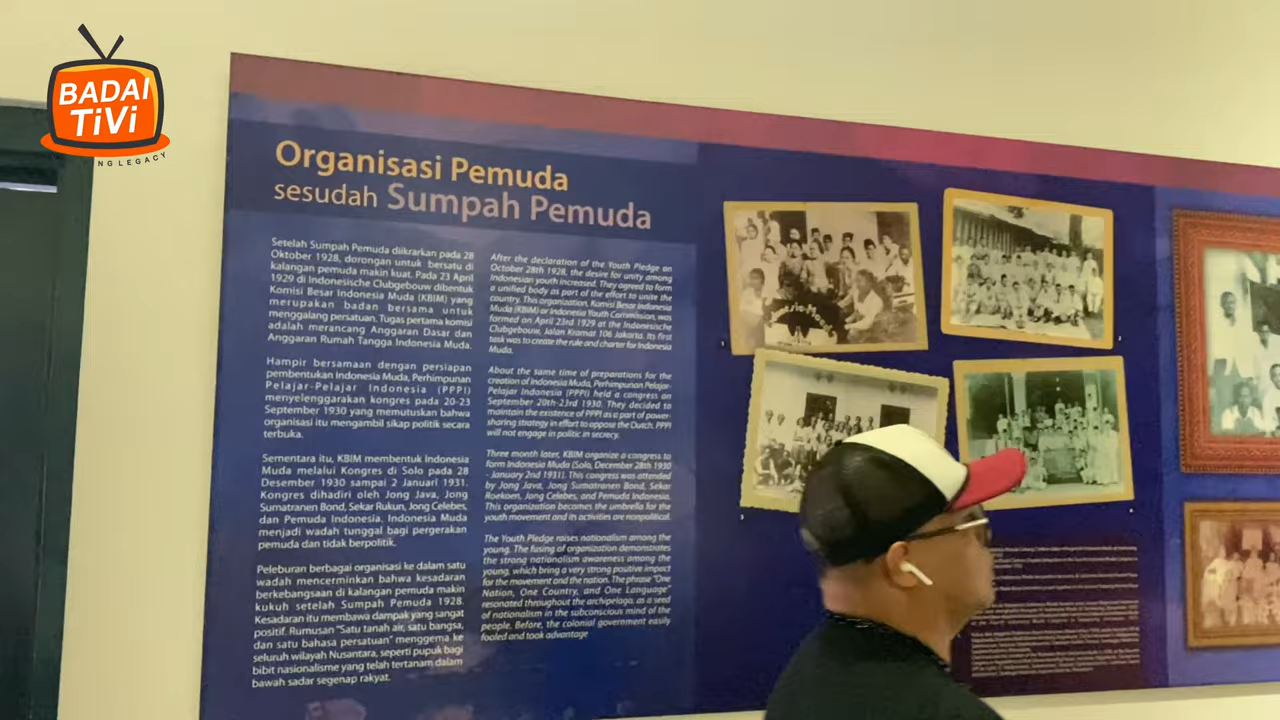 BADAI
TiVi
NG LEGACY
Organisasi Pemuda
sesudah Sumpah Pemuda
Setelah Sumpah Pemuda diikrarkan pada 28
Oktober 1928, dorongan untuk bersatu di
kalangan pemuda makin kuat. Pada 23 April
1929 di Indonesische Clubgebouw dibentuk
Komisi Besar Indonesia Muda (KBIM) yang
merupakan badan bersama untuk
menggalang persatuan. Tugas pertama komisi
adalah merancang Anggaran Dasar dan
Anggaran Rumah Tangga Indonesia Muda.
Hampir bersamaan dengan persiapan
pembentukan Indonesia Muda, Perhimpunan
Pelajar-Pelajar Indonesia (PPPI)
menyelenggarakan kongres pada 20-23
September 1930 yang memutuskan bahwa
organisasi itu mengambil sikap politik secara
terbuka.
Sementara itu, KBIM membentuk Indonesia
Muda melalui Kongres di Solo pada 28
Desember 1930 sampai 2 Januari 1931.
Kongres dihadiri oleh Jong Java, Jong
Sumatranen Bond, Sekar Rukun, Jong Celebes,
dan Pemuda Indonesia. Indonesia Muda
menjadi wadah tunggal bagi pergerakan
pemuda dan tidak berpolitik.
Peleburan berbagai organisasi ke dalam satu
wadah mencerminkan bahwa kesadaran
berkebangsaan di kalangan pemuda makin
kukuh setelah Sumpah Pemuda 1928.
Kesadaran itu membawa dampak yang sangat
positif. Rumusan "Satu tanah air, satu bangsa,
dan satu bahasa persatuan" menggema ke
seluruh wilayah Nusantara, seperti pupuk bagi
bibit nasionalisme yang telah tertanam dalam
bawah sadar segenap rakyat.
After the declaration of the Youth Pledge on
October 28th 1928, the desire for unity among
Indonesian youth increased. They agreed to form
a unified body as part of the effort to unite the
country. This organization, Komisi Besar Indonesia
Muda (KBIM) or Indonesia Youth Commission, was
formed on April 23rd 1929 at the Indonesische
Clubgebouw, Jalan Kramat 106 Jakarta. Its first
task was to create the rule and charter for Indonesia
Muda.
About the same time of preparations for the
creation of Indonesia Muda, Perhimpunan Pelajar-
Pelajar Indonesia (PPPI) held a congress on
September 20th-23rd 1930. They decided to
maintain the existence of PPPI as a part of power-
sharing strategy in effort to oppose the Dutch. PPPI
will not engage in politic in secrecy.
Three month later, KBIM organize a congress to
form Indonesia Muda (Solo, December 28th 1930
- January 2nd 1931). This congress was attended
by Jong Java, Jong Sumatranen Bond, Sekar
Roekoen, Jong Celebes, and Pemuda Indonesia.
This organization becomes the umbrella for the
youth movement and its activities are nonpolitical.
The Youth Pledge raises nationalism among the
young. The fusing of organization demonstrates
the strong nationalism awareness among the
young, which bring a very strong positive impact
for the movement and the nation. The phrase "One
Nation, One Country, and One Language"
resonated throughout the archipelago, as a seed
of nationalism in the subconscious mind of the
people. Before, the colonial government easily
fooled and took advantage